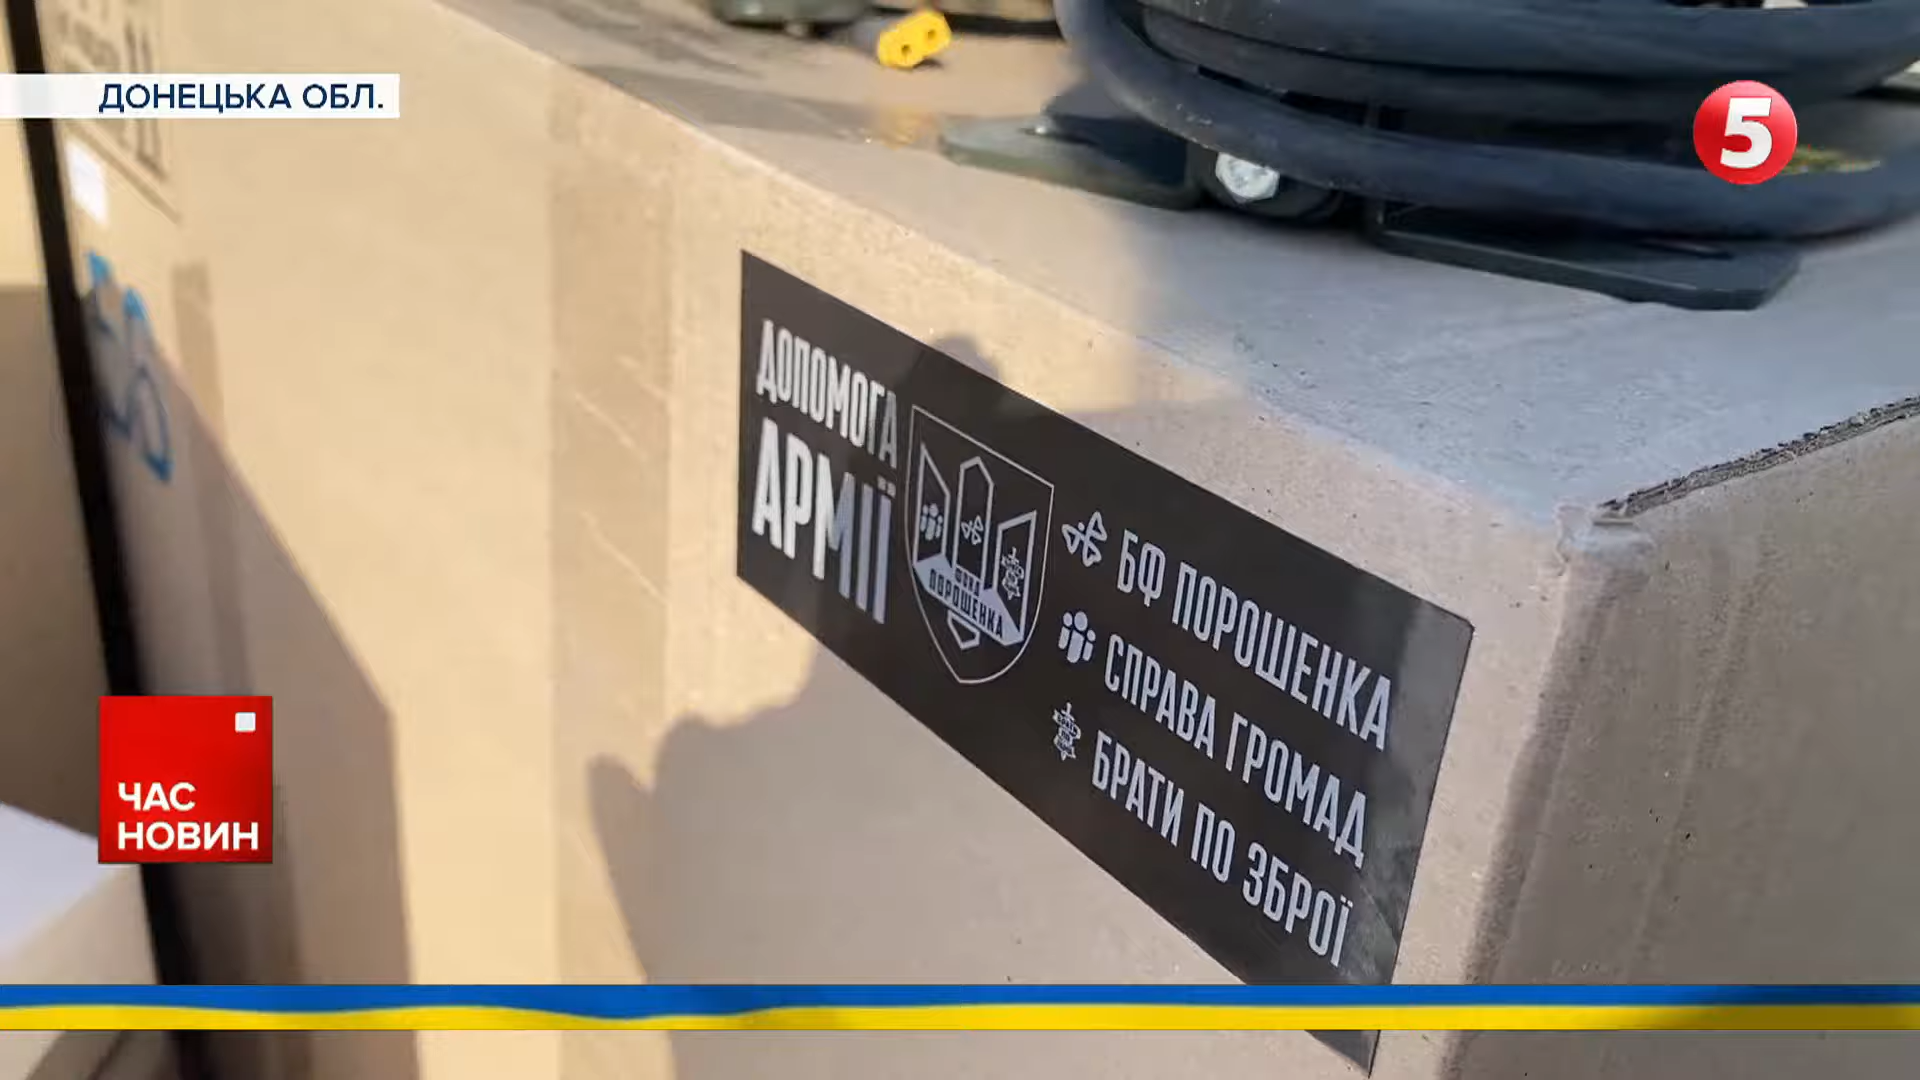 ДОНЕЦЬКА ОБЛ.
5
ДОПОМОГА
АРМІЇ
ФОНД
ПОРОШЕНКА
БФ ПОРОШЕНКА
СПРАВА ГРОМАД
БРАТИ ПО ЗБРОЇ
ЧАС
НОВИН